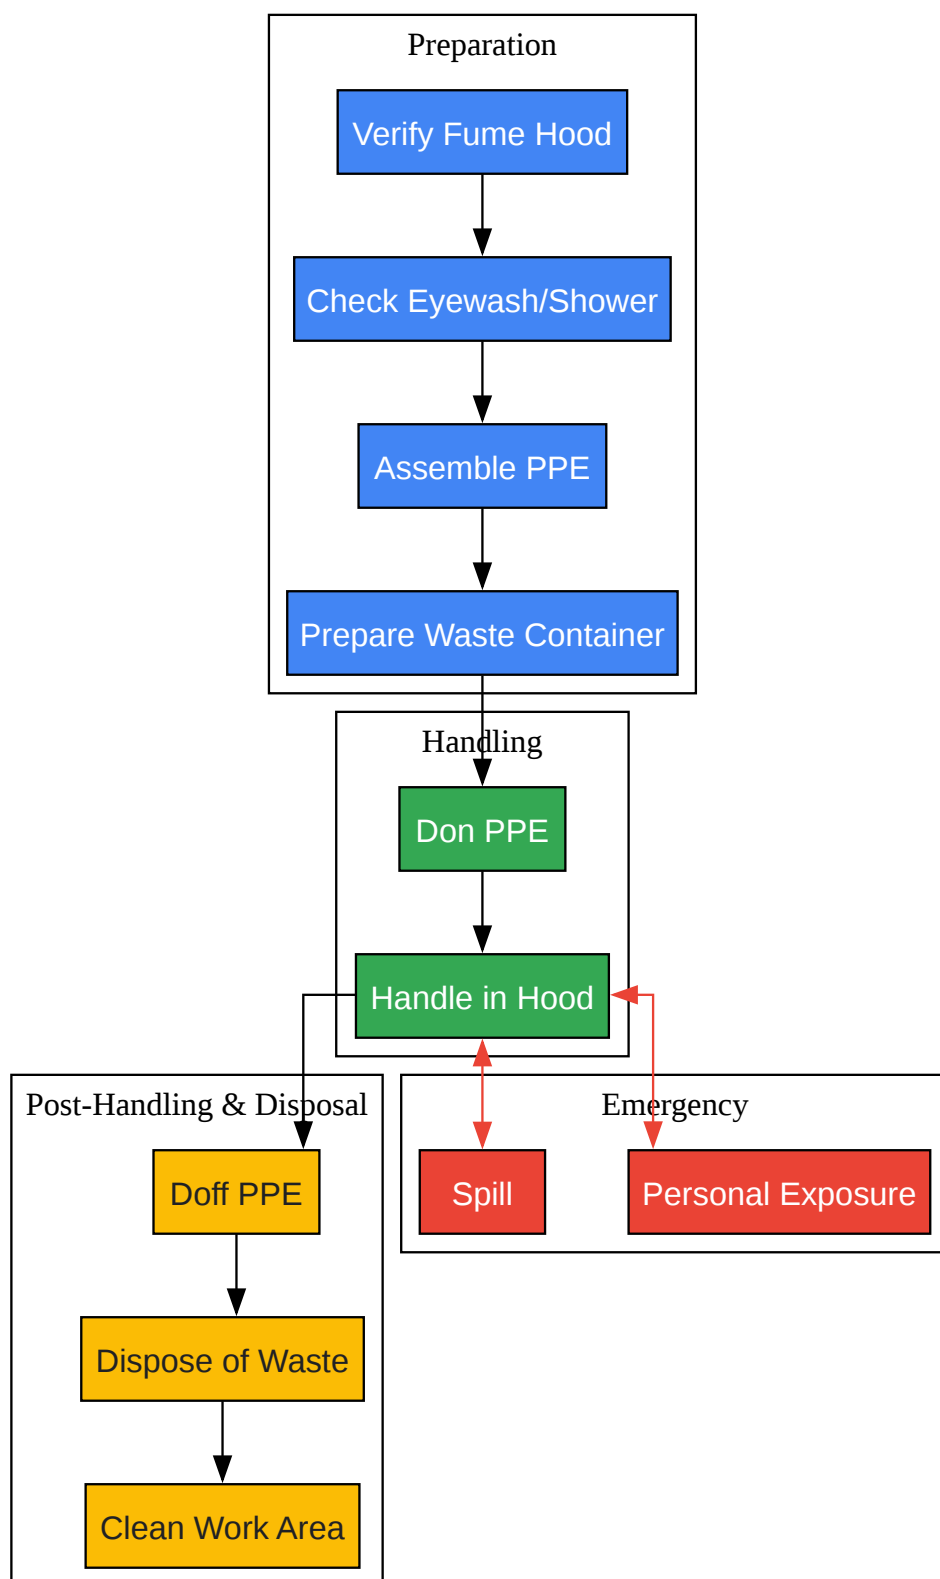 Preparation
Verify Fume Hood
Check Eyewash/Shower
Assemble PPE
Prepare Waste Container
Handling
Don PPE
Handle in Hood
Post-Handling & Disposal
Doff PPE
Dispose of Waste
Clean Work Area
Emergency
Spill
Personal Exposure